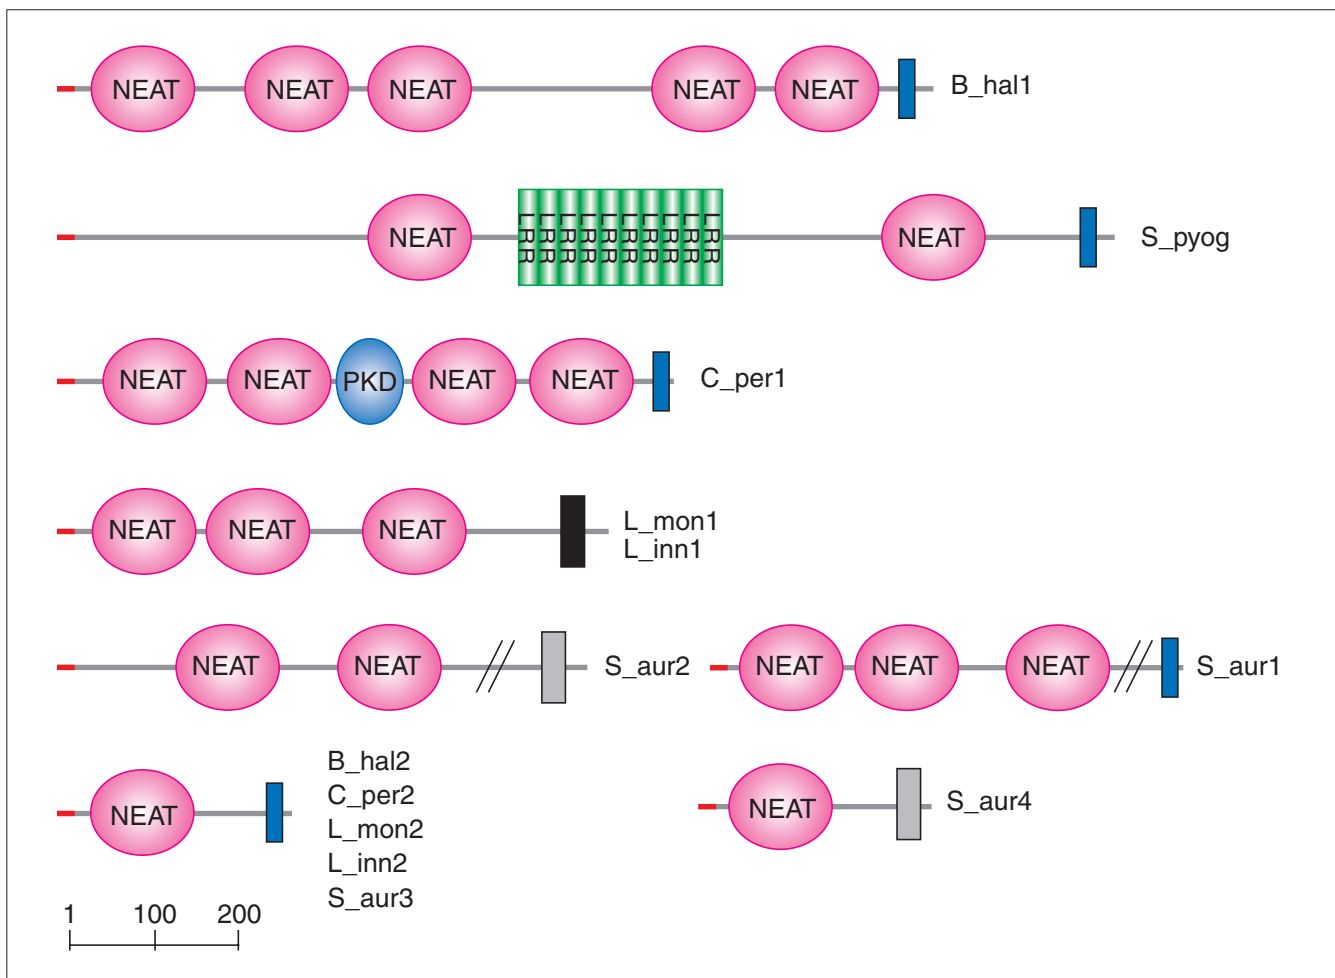 NEAT NEAT NEAT NEAT NEAT B_hal1
NEAT LRR LRR LRR LRR LRR LRR LRR LRR LRR LRR NEAT S_pyog
NEAT NEAT PKD NEAT NEAT C_per1
NEAT NEAT NEAT L_mon1
L_inn1
NEAT NEAT S_aur2 NEAT NEAT NEAT S_aur1
NEAT B_hal2
C_per2
L_mon2
L_inn2
S_aur3
NEAT S_aur4
1 100 200